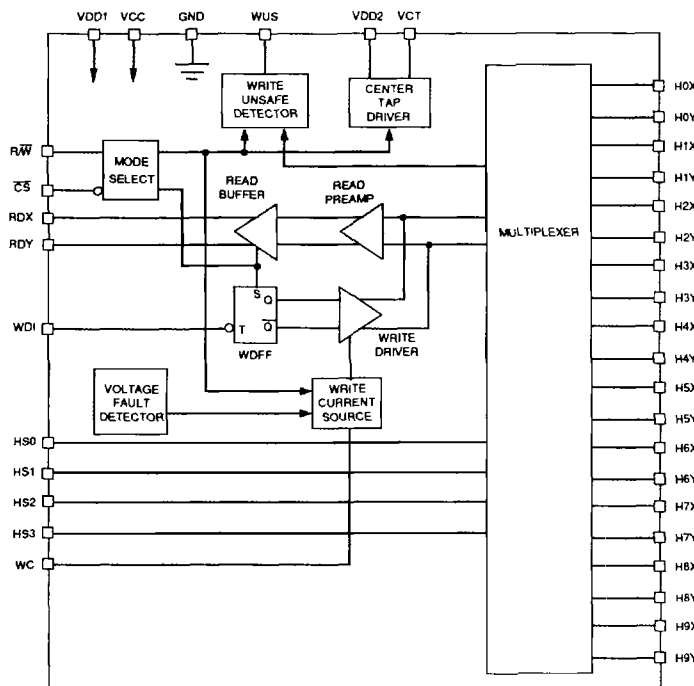 VDD1 VCC GND WUS VDD2 VCT
WRITE
UNSAFE
DETECTOR
CENTER
TAP
DRIVER
R/W̅
MODE
SELECT
C̅S̅
READ
BUFFER
READ
PREAMP
RDX
RDY
MULTIPLEXER
S
Q
Q̅
T
WDFF
WDI
WRITE
DRIVER
VOLTAGE
FAULT
DETECTOR
WRITE
CURRENT
SOURCE
HS0
HS1
HS2
HS3
WC
H0X
H0Y
H1X
H1Y
H2X
H2Y
H3X
H3Y
H4X
H4Y
H5X
H5Y
H6X
H6Y
H7X
H7Y
H8X
H8Y
H9X
H9Y